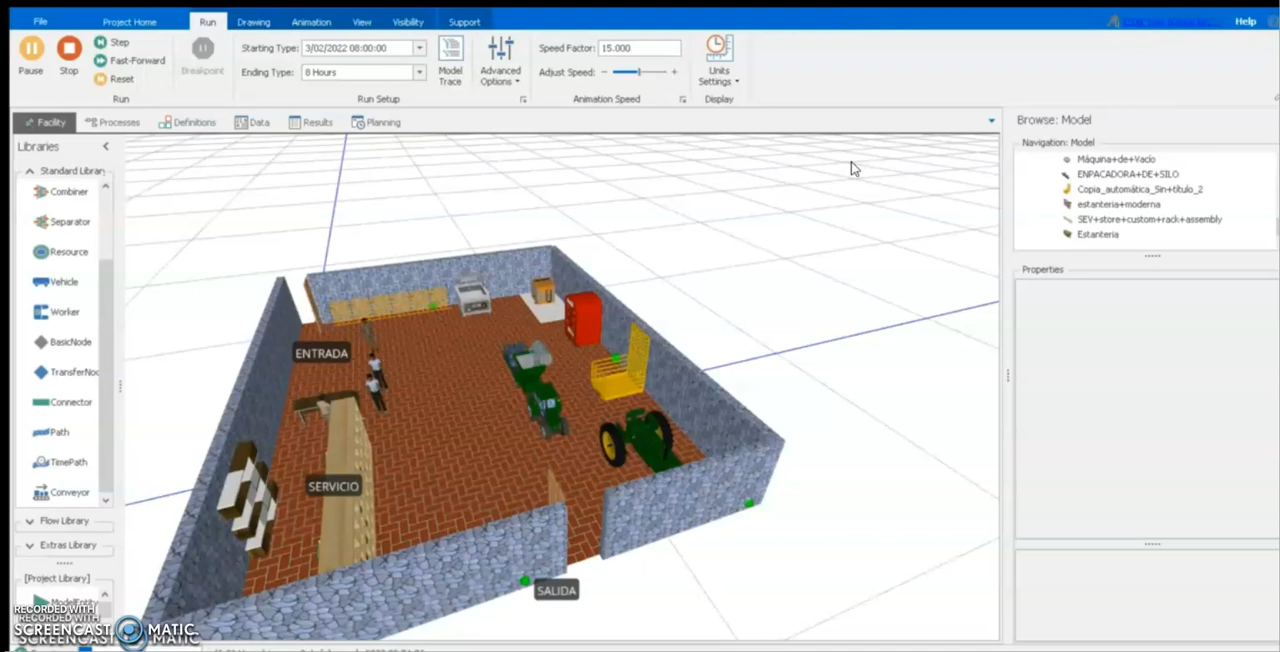 File Project Home Run Drawing Animation View Visibility Support Help
Pause
Stop
Step
Fast-Forward
Reset
Breakpoint
Run
Starting Type: 3/02/2022 08:00:00
Ending Type: 8 Hours
Model
Trace
Advanced
Options
Run Setup
Speed Factor: 15.000
Adjust Speed:
Animation Speed
Units
Settings
Display
Facility Processes Definitions Data Results Planning
Libraries
Standard Library
Combiner
Separator
Resource
Vehicle
Worker
BasicNode
TransferNoc
Connector
Path
TimePath
Conveyor
Flow Library
Extras Library
[Project Library]
ModelEntity
ENTRADA
SERVICIO
SALIDA
Browse: Model
Navigation: Model
Máquina+de+Vacío
ENPACADORA+DE+SILO
Copia_automática_Sin+título_2
estanteria+moderna
SEV+store+custom+rack+assembly
Estanteria
Properties
RECORDED WITH
SCREENCAST MATIC